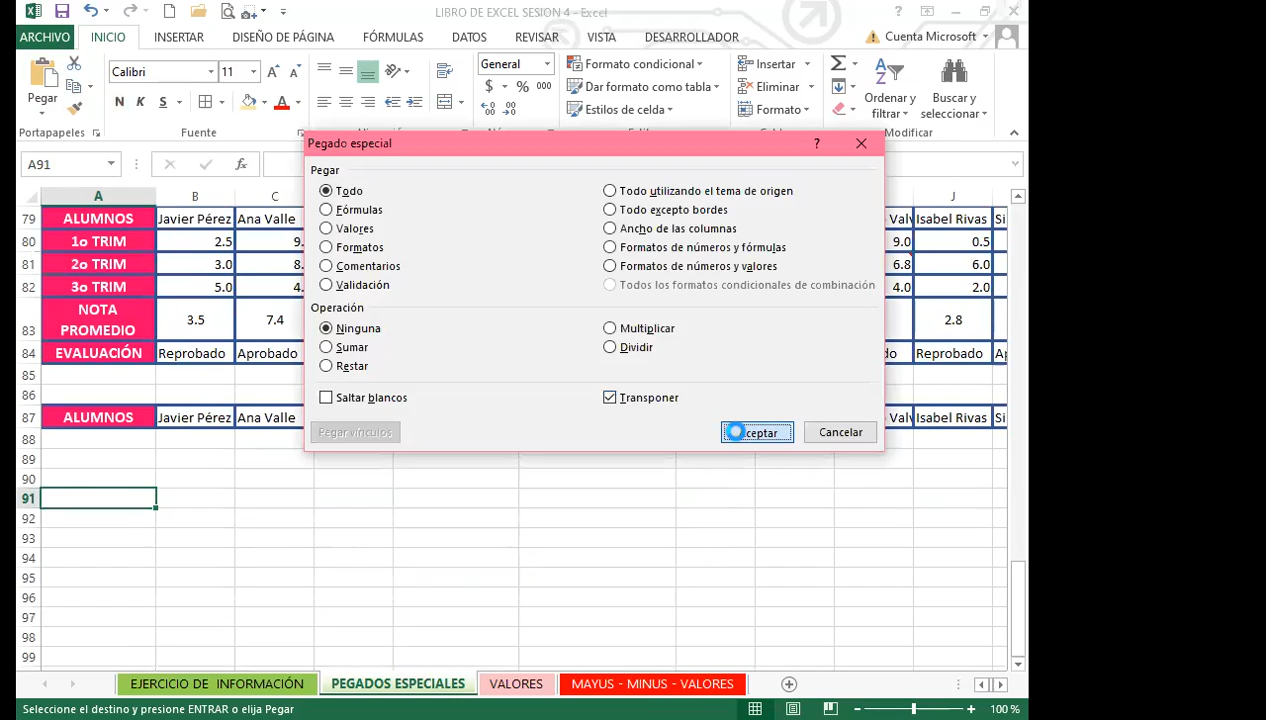 LIBRO DE EXCEL SESION 4 - Excel
ARCHIVO INICIO INSERTAR DISEÑO DE PÁGINA FÓRMULAS DATOS REVISAR VISTA DESARROLLADOR Cuenta Microsoft
Calibri 11 General Formato condicional Insertar
Pegar N K S $ % 000 Dar formato como tabla Eliminar Ordenar y filtrar Buscar y seleccionar
Estilos de celda Formato
Portapapeles Fuente Modificar
A91 fx
Pegado especial ? ×
Pegar
Todo Todo utilizando el tema de origen
Fórmulas Todo excepto bordes
Valores Ancho de las columnas
Formatos Formatos de números y fórmulas
Comentarios Formatos de números y valores
Validación Todos los formatos condicionales de combinación
Operación
Ninguna Multiplicar
Sumar Dividir
Restar
Saltar blancos Transponer
Pegar vínculos ceptar Cancelar
A B C J
79 ALUMNOS Javier Pérez Ana Valle Isabel Rivas
80 1o TRIM 2.5 9. 9.0 0.5
81 2o TRIM 3.0 8. 6.8 6.0
82 3o TRIM 5.0 4. 4.0 2.0
83 NOTA PROMEDIO 3.5 7.4 2.8
84 EVALUACIÓN Reprobado Aprobado do Reprobado
85
86
87 ALUMNOS Javier Pérez Ana Valle Isabel Rivas
88
89
90
91
92
93
94
95
96
97
98
99
EJERCICIO DE INFORMACIÓN PEGADOS ESPECIALES VALORES MAYUS - MINUS - VALORES
Seleccione el destino y presione ENTRAR o elija Pegar 100 %